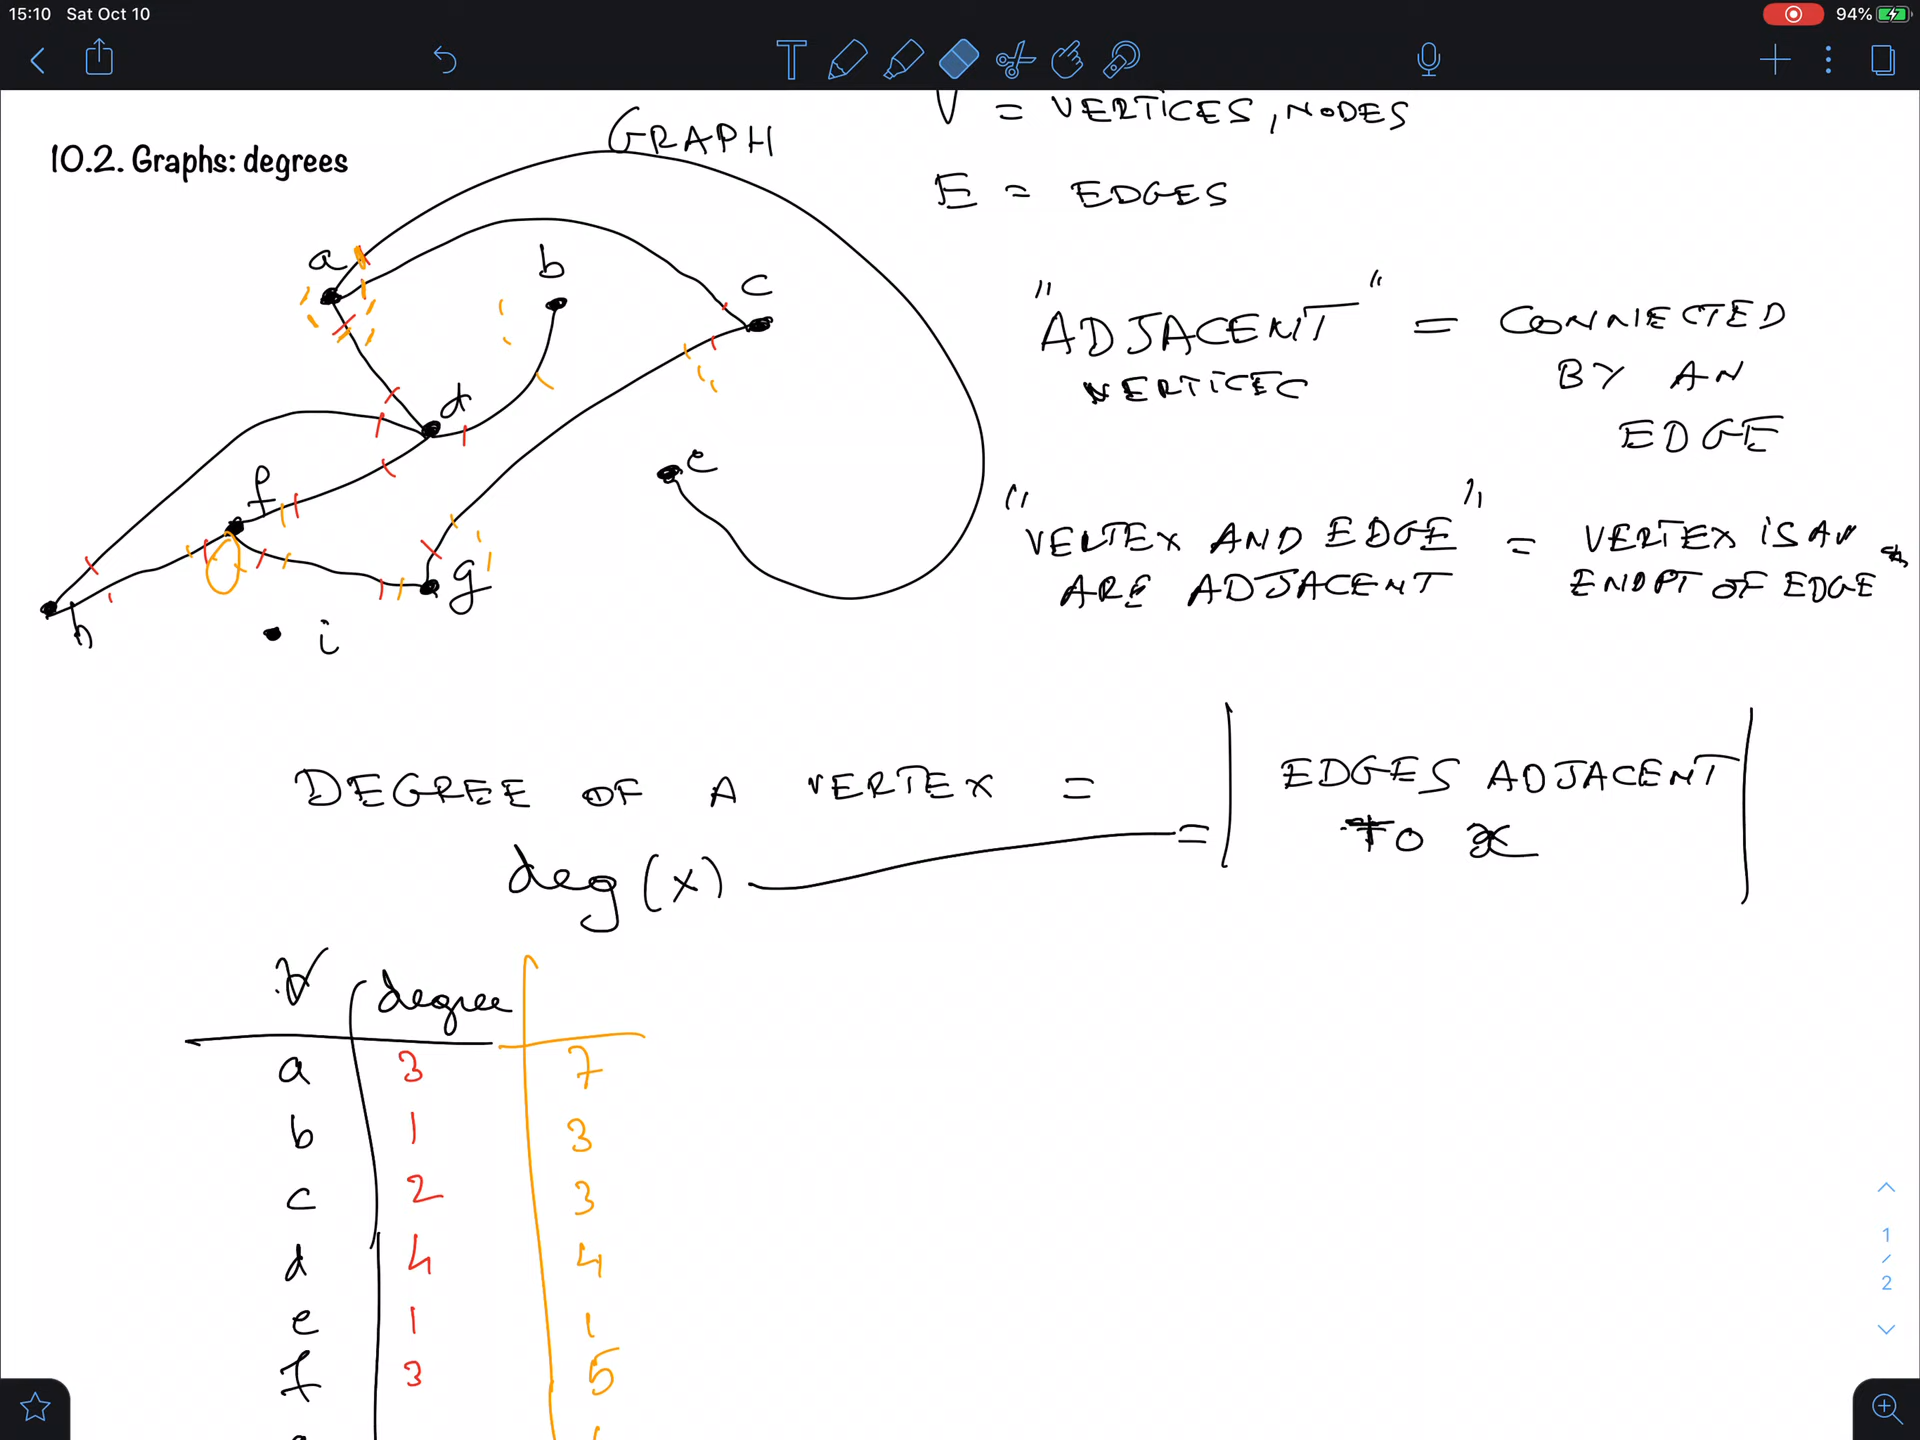 15:10 Sat Oct 10
94%
10.2. Graphs: degrees
GRAPH
V = VERTICES, NODES
E = EDGES
a
b
c
d
e
f
g
h
i
"ADJACENT" = CONNECTED
VERTICEC BY AN
EDGE
"VERTEX AND EDGE" = VERTEX IS AN
ARE ADJACENT ENDPT OF EDGE
DEGREE OF A VERTEX = | EDGES ADJACENT |
deg(x) = TO x
V degree
a 3 7
b 1 3
c 2 3
d 4 4
e 1 1
f 3 5
1
/
2